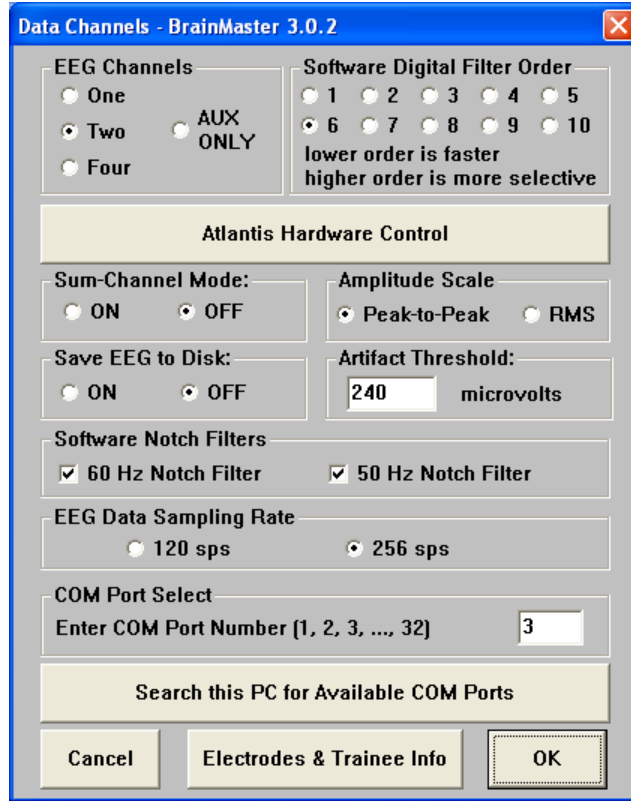 Data Channels - BrainMaster 3.0.2
EEG Channels
One
Two
Four
AUX
ONLY
Software Digital Filter Order
1 2 3 4 5
6 7 8 9 10
lower order is faster
higher order is more selective
Atlantis Hardware Control
Sum-Channel Mode:
ON OFF
Amplitude Scale
Peak-to-Peak RMS
Save EEG to Disk:
ON OFF
Artifact Threshold:
240 microvolts
Software Notch Filters
60 Hz Notch Filter 50 Hz Notch Filter
EEG Data Sampling Rate
120 sps 256 sps
COM Port Select
Enter COM Port Number (1, 2, 3, ..., 32) 3
Search this PC for Available COM Ports
Cancel Electrodes & Trainee Info OK